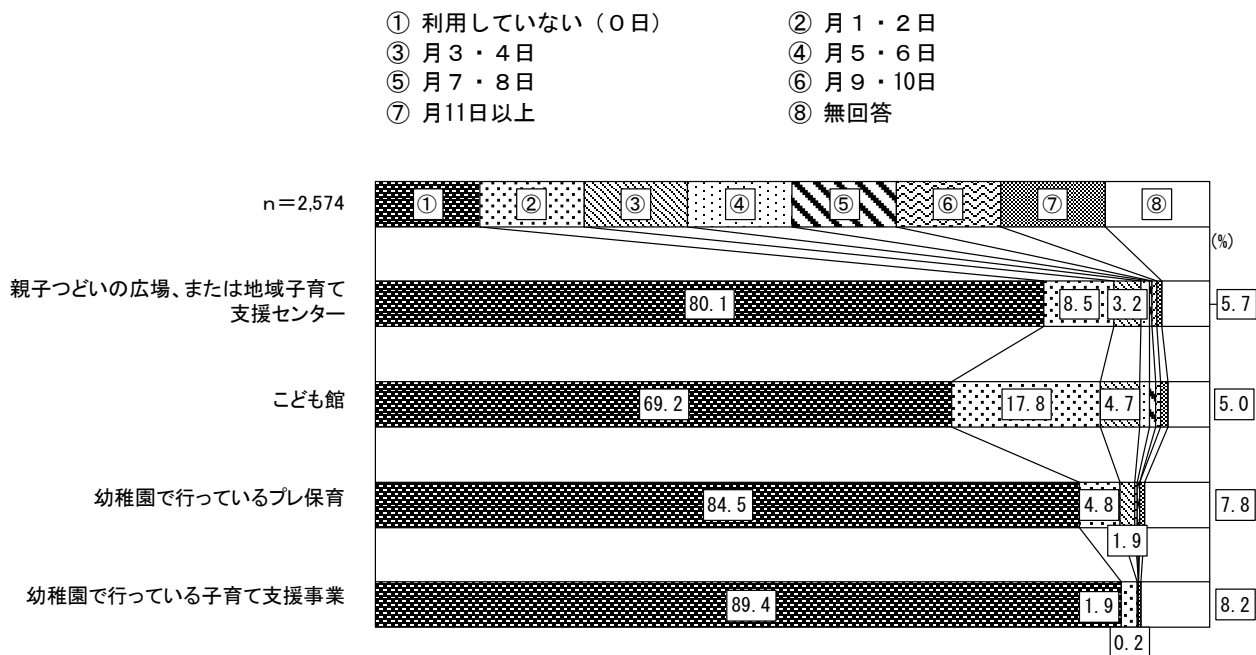 ① 利用していない（０日） ② 月１・２日
③ 月３・４日 ④ 月５・６日
⑤ 月７・８日 ⑥ 月９・10日
⑦ 月11日以上 ⑧ 無回答
ｎ＝2,574 ① ② ③ ④ ⑤ ⑥ ⑦ ⑧
(%)
親子つどいの広場、または地域子育て
支援センター
80.1 8.5 3.2 5.7
こども館 69.2 17.8 4.7 5.0
幼稚園で行っているプレ保育 84.5 4.8 7.8
1.9
幼稚園で行っている子育て支援事業 89.4 1.9 8.2
0.2